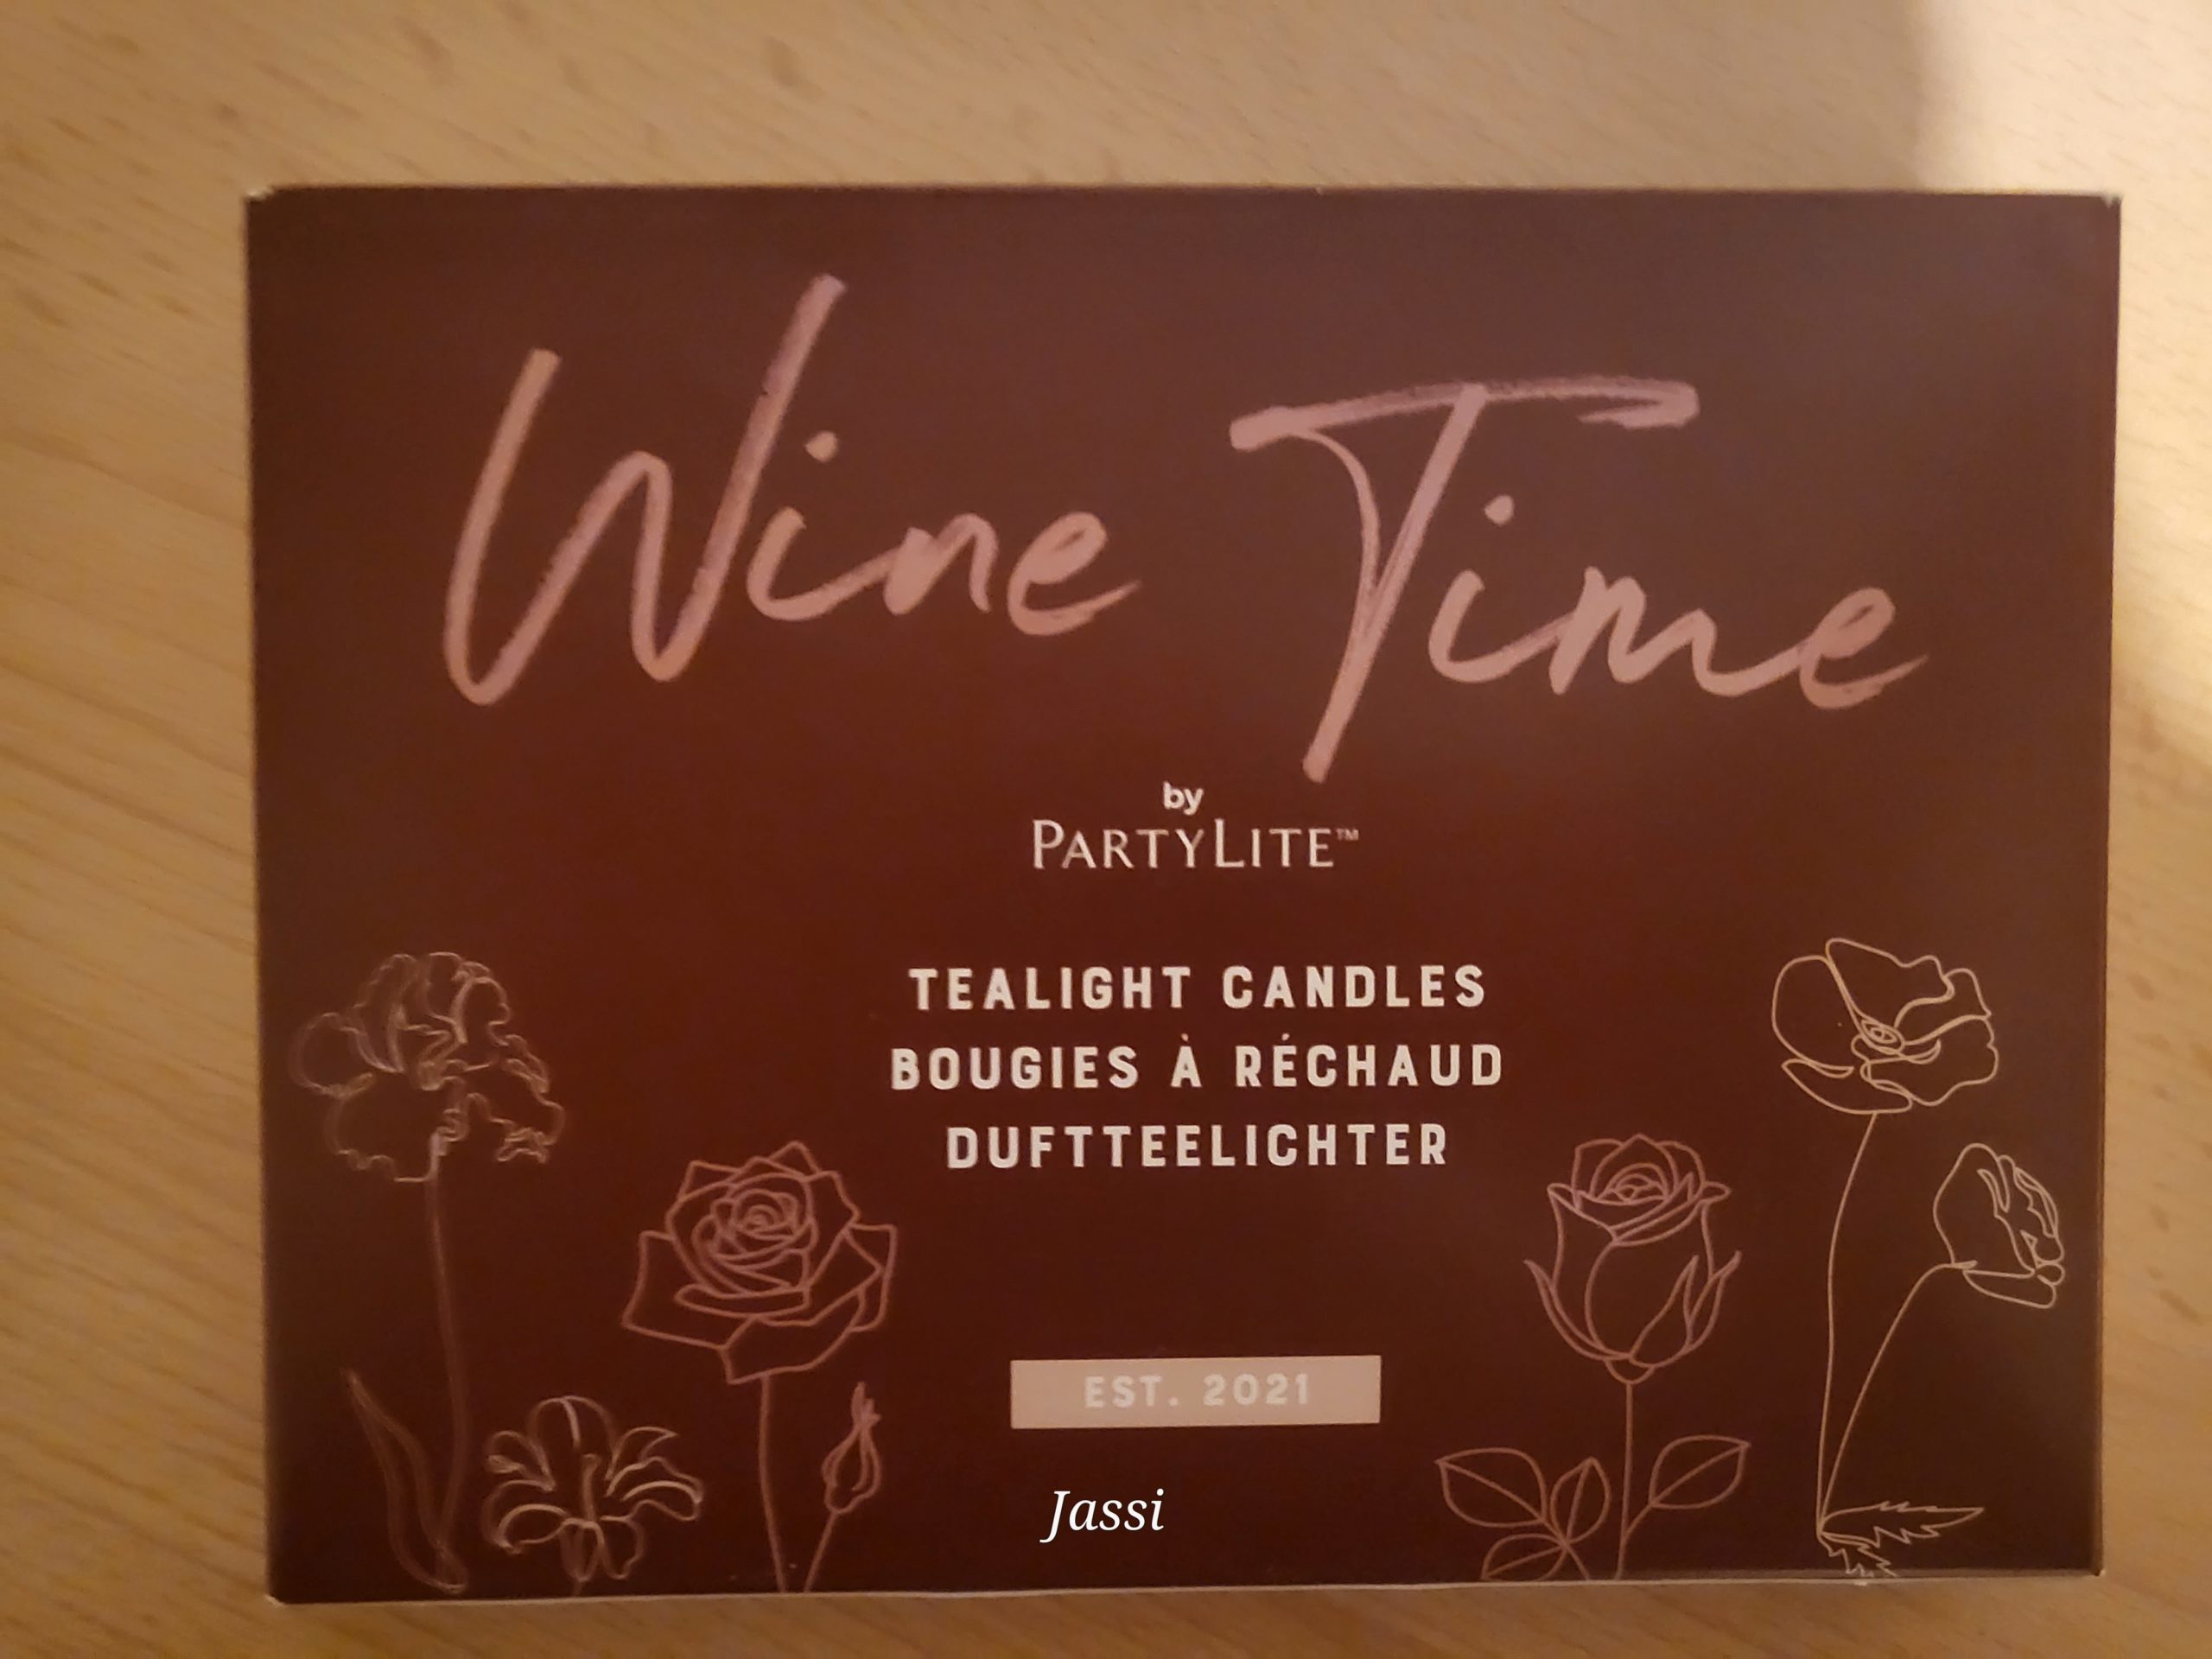 Wine Time
by
PARTYLITE™
TEALIGHT CANDLES
BOUGIES À RÉCHAUD
DUFTTEELICHTER
EST. 2021
Jassi